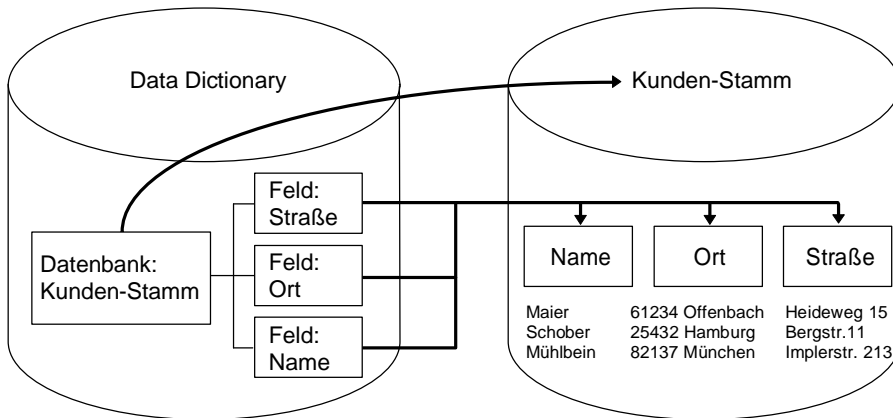 Data Dictionary
Kunden-Stamm
Feld:
Straße
Datenbank:
Kunden-Stamm
Feld:
Ort
Feld:
Name
Name
Ort
Straße
Maier 61234 Offenbach Heideweg 15
Schober 25432 Hamburg Bergstr.11
Mühlbein 82137 München Implerstr. 213